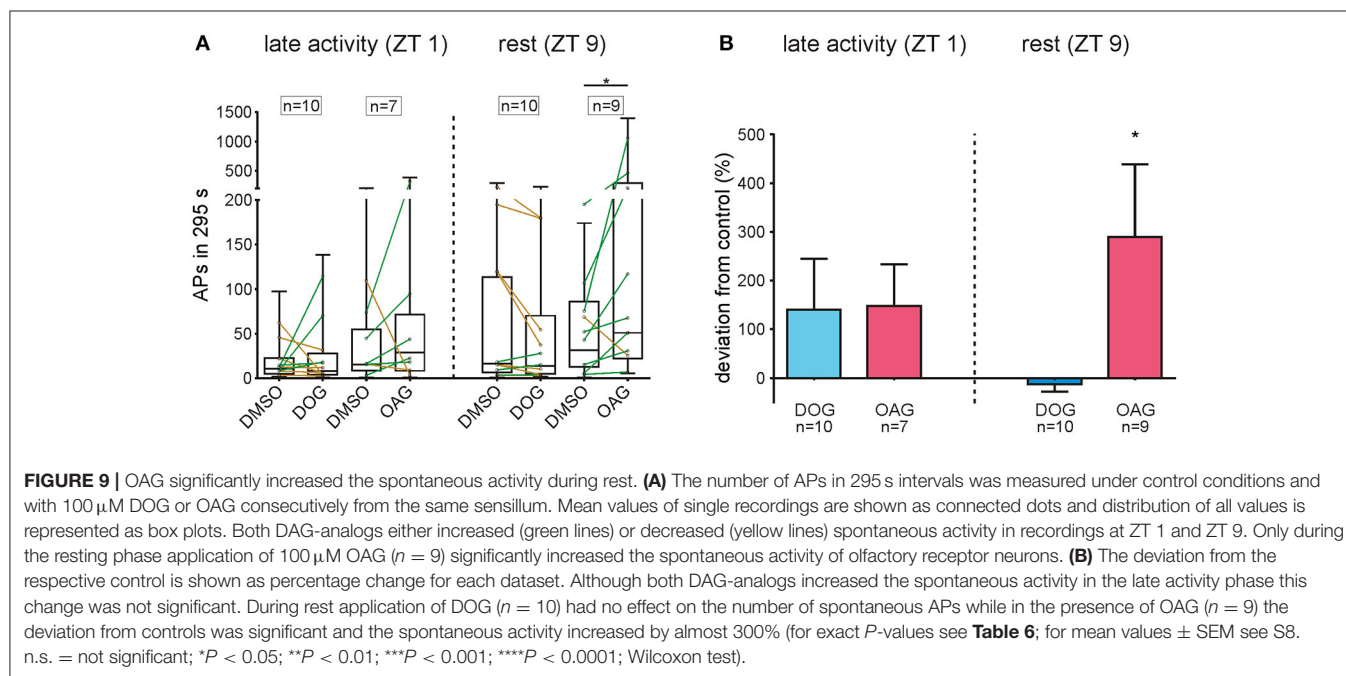 A late activity (ZT 1) rest (ZT 9)
*
n=10 n=7 n=10 n=9
APs in 295 s
1500
1000
500
200
150
100
50
0
DMSO DOG DMSO OAG DMSO DOG DMSO OAG
B late activity (ZT 1) rest (ZT 9)
deviation from control (%)
500
400
300
200
100
0
*
DOG OAG DOG OAG
n=10 n=7 n=10 n=9
FIGURE 9 | OAG significantly increased the spontaneous activity during rest. (A) The number of APs in 295 s intervals was measured under control conditions and
with 100 μM DOG or OAG consecutively from the same sensillum. Mean values of single recordings are shown as connected dots and distribution of all values is
represented as box plots. Both DAG-analogs either increased (green lines) or decreased (yellow lines) spontaneous activity in recordings at ZT 1 and ZT 9. Only during
the resting phase application of 100 μM OAG (n = 9) significantly increased the spontaneous activity of olfactory receptor neurons. (B) The deviation from the
respective control is shown as percentage change for each dataset. Although both DAG-analogs increased the spontaneous activity in the late activity phase this
change was not significant. During rest application of DOG (n = 10) had no effect on the number of spontaneous APs while in the presence of OAG (n = 9) the
deviation from controls was significant and the spontaneous activity increased by almost 300% (for exact P-values see Table 6; for mean values ± SEM see S8.
n.s. = not significant; *P < 0.05; **P < 0.01; ***P < 0.001; ****P < 0.0001; Wilcoxon test).